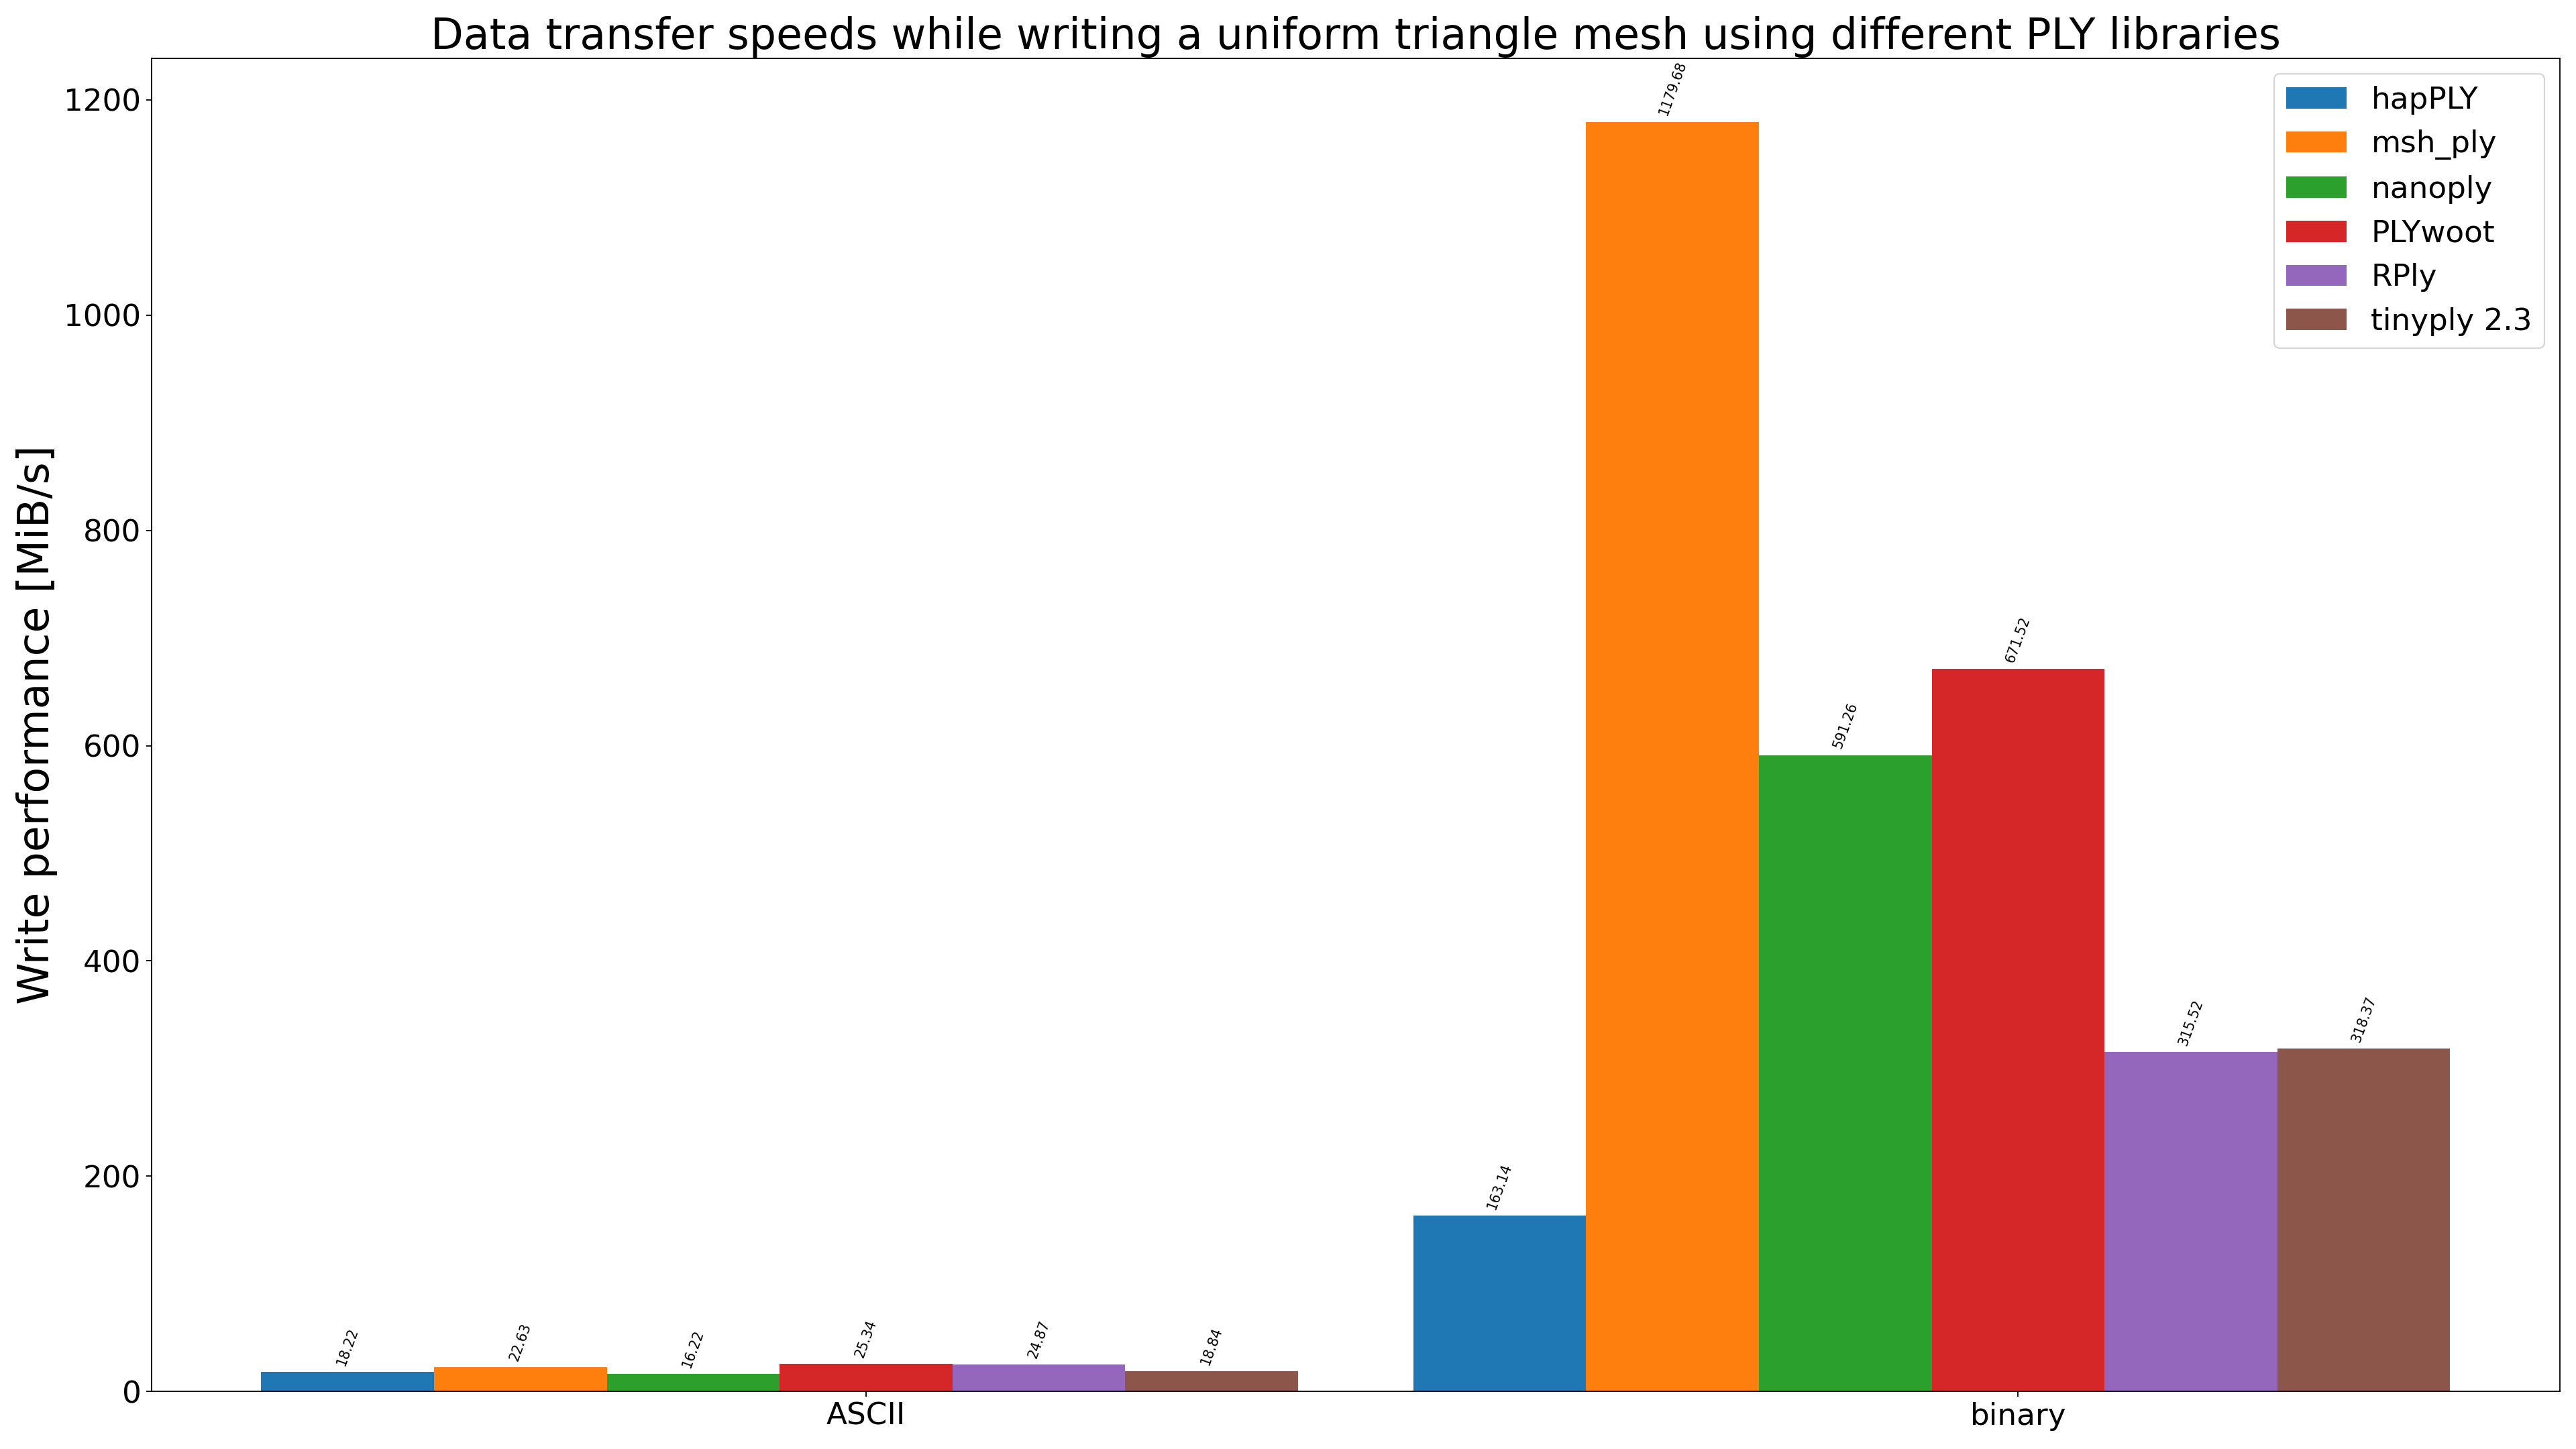 Data transfer speeds while writing a uniform triangle mesh using different PLY libraries
Write performance [MiB/s]
1200
1000
800
600
400
200
0
hapPLY
msh_ply
nanoply
PLYwoot
RPly
tinyply 2.3
18.22
22.63
16.22
25.34
24.87
18.84
163.14
1179.68
591.26
671.52
315.52
318.37
ASCII
binary